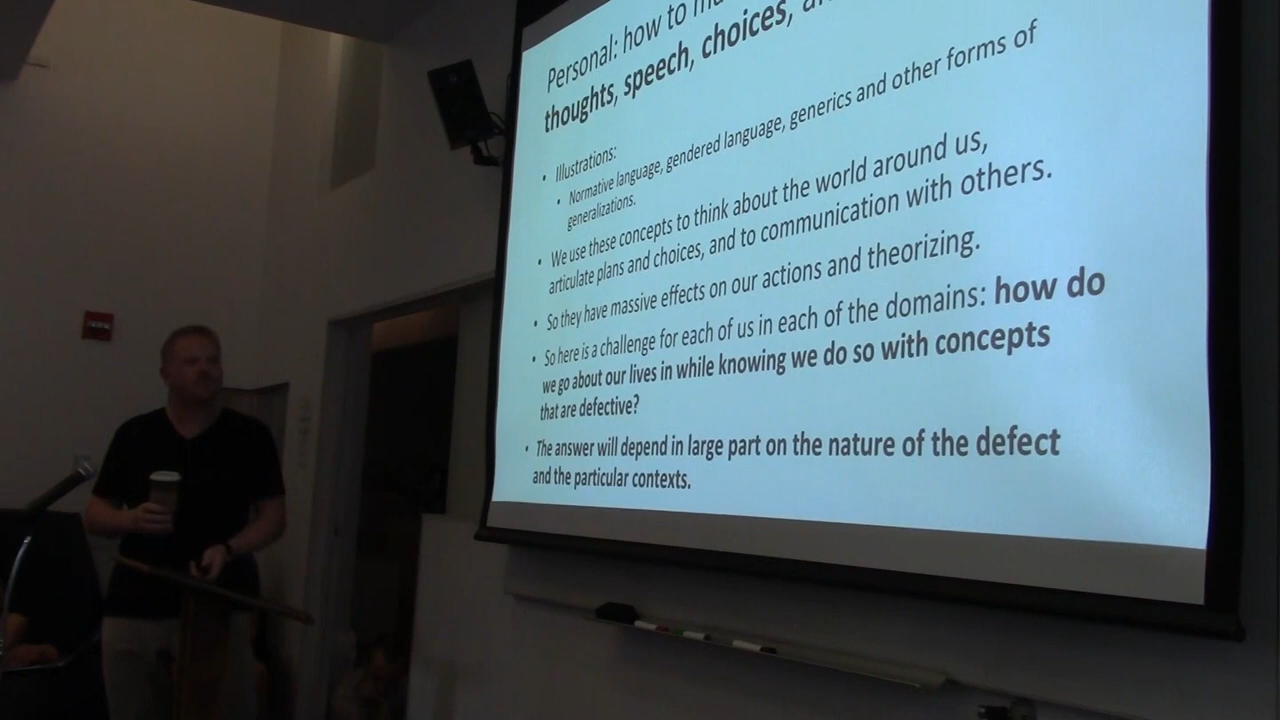 Personal: how to
thoughts, speech, choices,
• Illustrations:
• Normative language, gendered language, generics and other forms of
generalizations.
• We use these concepts to think about the world around us,
articulate plans and choices, and to communication with others.
• So they have massive effects on our actions and theorizing.
• So here is a challenge for each of us in each of the domains: how do
we go about our lives in while knowing we do so with concepts
that are defective?
• The answer will depend in large part on the nature of the defect
and the particular contexts.